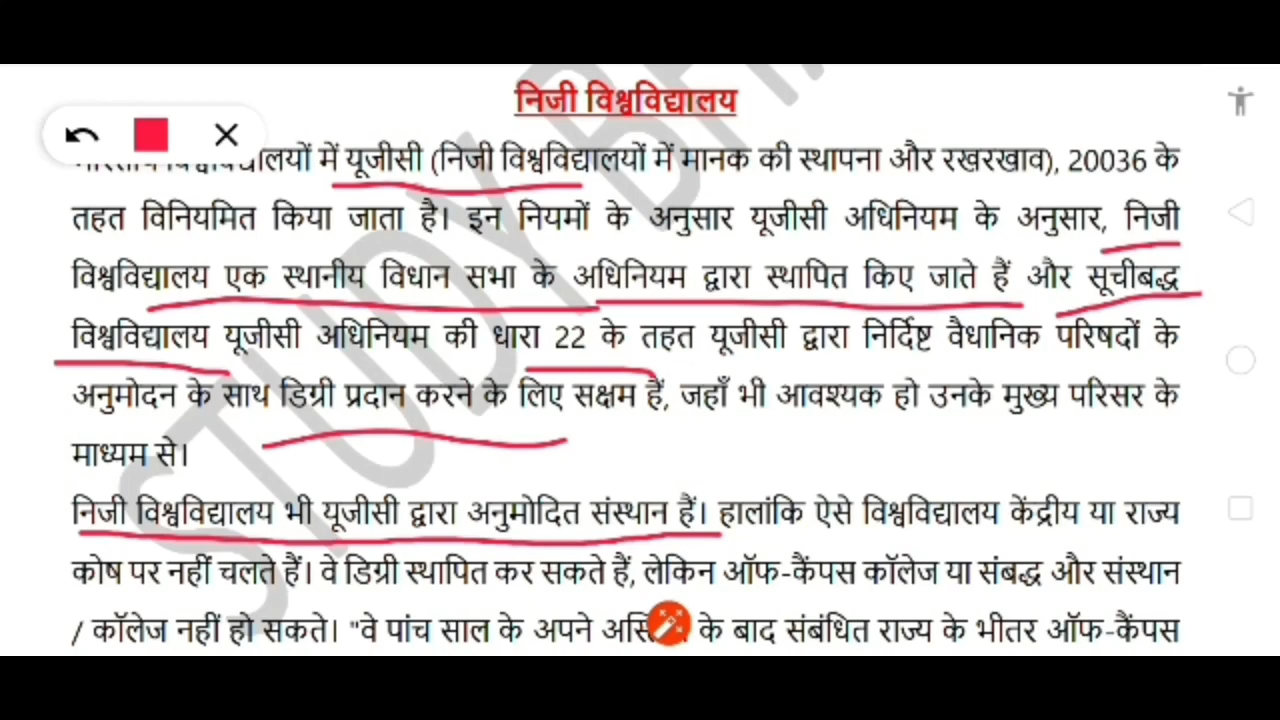 निजी विश्वविद्यालय
में यूजीसी (निजी विश्वविद्यालयों में मानक की स्थापना और रखरखाव), 20036 के
तहत विनियमित किया जाता है। इन नियमों के अनुसार यूजीसी अधिनियम के अनुसार, निजी
विश्वविद्यालय एक स्थानीय विधान सभा के अधिनियम द्वारा स्थापित किए जाते हैं और सूचीबद्ध
विश्वविद्यालय यूजीसी अधिनियम की धारा 22 के तहत यूजीसी द्वारा निर्दिष्ट वैधानिक परिषदों के
अनुमोदन के साथ डिग्री प्रदान करने के लिए सक्षम हैं, जहाँ भी आवश्यक हो उनके मुख्य परिसर के
माध्यम से।
निजी विश्वविद्यालय भी यूजीसी द्वारा अनुमोदित संस्थान हैं। हालांकि ऐसे विश्वविद्यालय केंद्रीय या राज्य
कोष पर नहीं चलते हैं। वे डिग्री स्थापित कर सकते हैं, लेकिन ऑफ-कैंपस कॉलेज या संबद्ध और संस्थान
/ कॉलेज नहीं हो सकते। "वे पांच साल के अपने के बाद संबंधित राज्य के भीतर ऑफ-कैंपस
STUDY